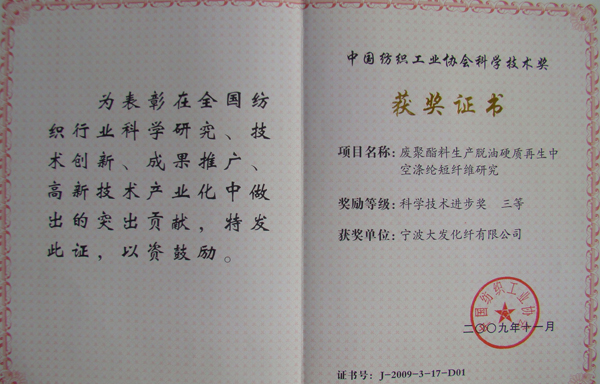 为表彰在全国纺
织行业科学研究、技
术创新、成果推广、
高新技术产业化中做
出的突出贡献，特发
此证，以资鼓励。
中国纺织工业协会科学技术奖
获奖证书
项目名称：废聚酯料生产脱油硬质再生中
空涤纶短纤维研究
奖励等级：科学技术进步奖 三等
获奖单位：宁波大发化纤有限公司
中国纺织工业协会
二〇〇九年十一月
证书号：J-2009-3-17-D01